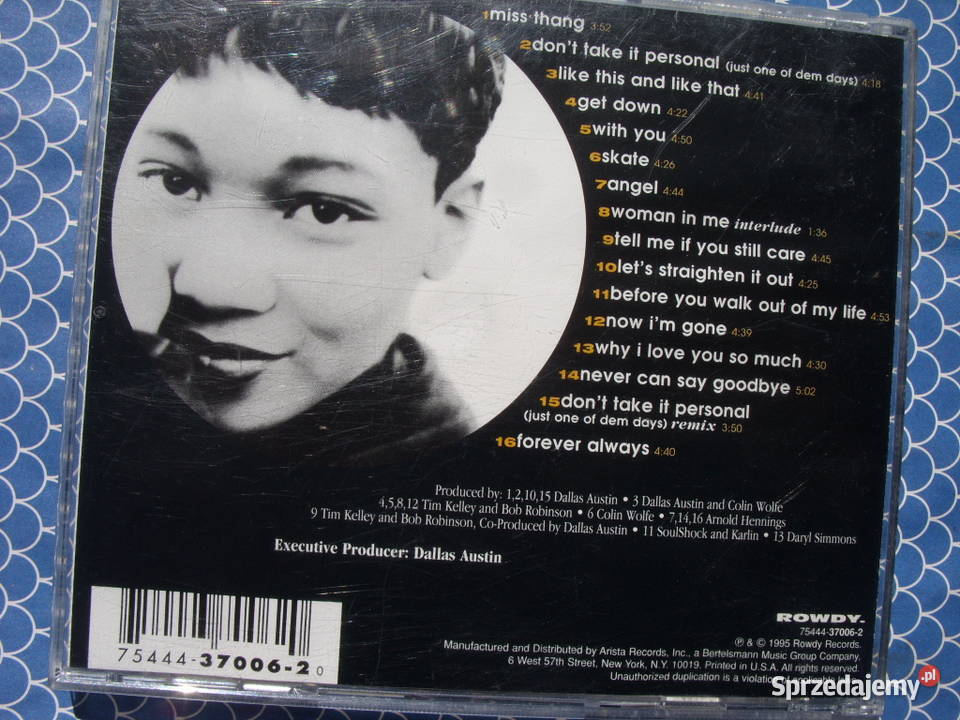 1 miss thang 3:52
2 don't take it personal (just one of dem days) 4:18
3 like this and like that 4:41
4 get down 4:22
5 with you 4:50
6 skate 4:26
7 angel 4:44
8 woman in me interlude 1:36
9 tell me if you still care 4:45
10 let's straighten it out 4:25
11 before you walk out of my life 4:53
12 now i'm gone 4:39
13 why i love you so much 4:30
14 never can say goodbye 5:02
15 don't take it personal
(just one of dem days) remix 3:50
16 forever always 4:40
Produced by: 1,2,10,15 Dallas Austin • 3 Dallas Austin and Colin Wolfe
4,5,8,12 Tim Kelley and Bob Robinson • 6 Colin Wolfe • 7,14,16 Arnold Hennings
9 Tim Kelley and Bob Robinson, Co-Produced by Dallas Austin • 11 SoulShock and Karlin • 13 Daryl Simmons
Executive Producer: Dallas Austin
75444-37006-2 0
ROWDY.
75444-37006-2
℗ & © 1995 Rowdy Records.
Manufactured and Distributed by Arista Records, Inc., a Bertelsmann Music Group Company,
6 West 57th Street, New York, N.Y. 10019. Printed in U.S.A. All rights reserved.
Unauthorized duplication is a violation of applicable
Sprzedajemy.pl